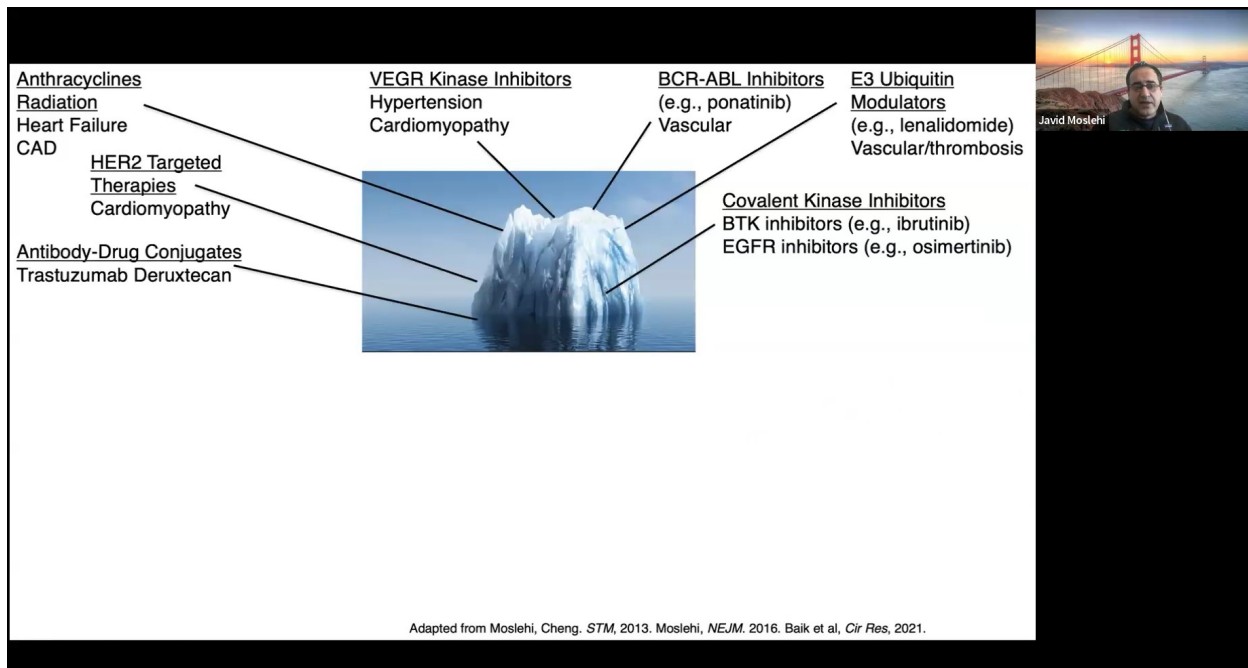 Anthracyclines
Radiation
Heart Failure
CAD
HER2 Targeted
Therapies
Cardiomyopathy
Antibody-Drug Conjugates
Trastuzumab Deruxtecan
VEGR Kinase Inhibitors
Hypertension
Cardiomyopathy
BCR-ABL Inhibitors
(e.g., ponatinib)
Vascular
E3 Ubiquitin
Modulators
(e.g., lenalidomide)
Vascular/thrombosis
Covalent Kinase Inhibitors
BTK inhibitors (e.g., ibrutinib)
EGFR inhibitors (e.g., osimertinib)
Adapted from Moslehi, Cheng. STM, 2013. Moslehi, NEJM. 2016. Baik et al, Cir Res, 2021.
Javid Moslehi